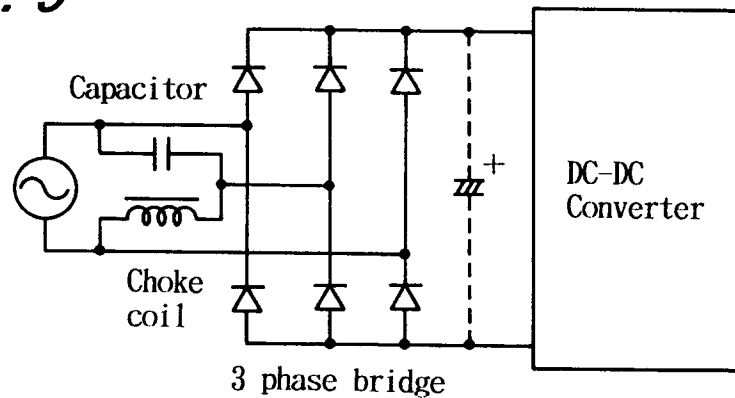 Capacitor
+
DC-DC
Converter
Choke
coil
3 phase bridge